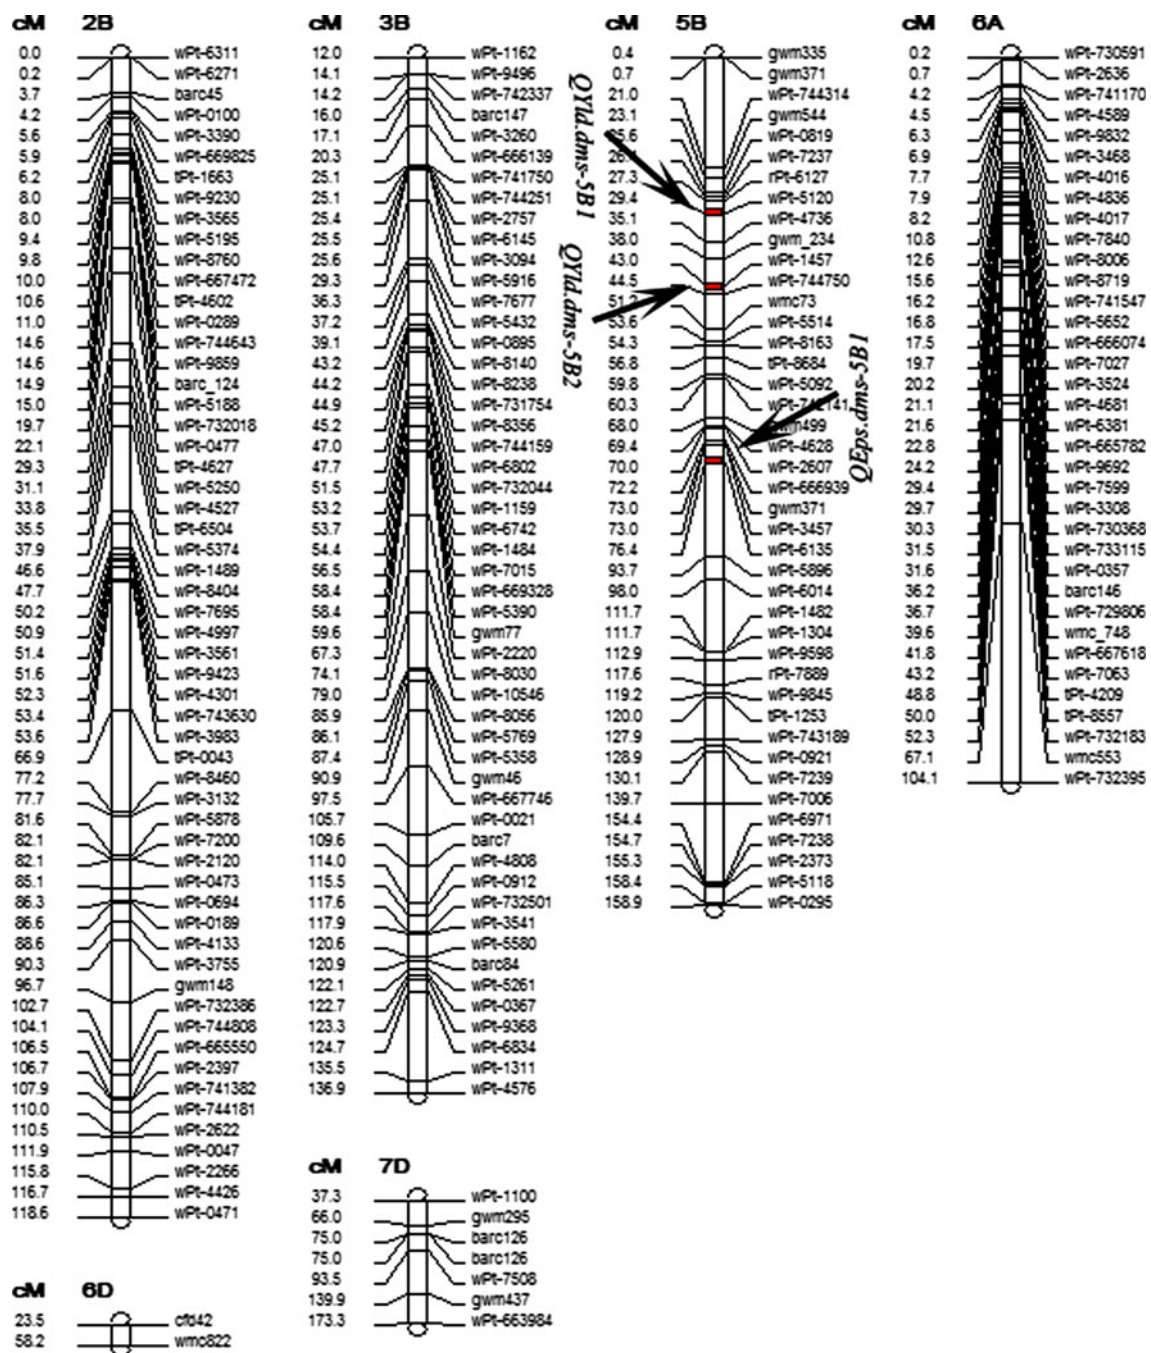 cM 2B
0.0 wPt-6311
0.2 wPt-6271
3.7 barc45
4.2 wPt-0100
5.6 wPt-3390
5.9 wPt-669825
6.2 tPt-1663
8.0 wPt-9230
8.0 wPt-3565
9.4 wPt-5195
9.8 wPt-8760
10.0 wPt-667472
10.6 tPt-4602
11.0 wPt-0289
14.6 wPt-744643
14.6 wPt-9859
14.9 barc_124
15.0 wPt-5188
19.7 wPt-732018
22.1 wPt-0477
29.3 tPt-4627
31.1 wPt-5250
33.8 wPt-4527
35.5 tPt-6504
37.9 wPt-5374
46.6 wPt-1489
47.7 wPt-8404
50.2 wPt-7695
50.9 wPt-4997
51.4 wPt-3561
51.6 wPt-9423
52.3 wPt-4301
53.4 wPt-743630
53.6 wPt-3983
66.9 tPt-0043
77.2 wPt-8460
77.7 wPt-3132
81.6 wPt-5878
82.1 wPt-7200
82.1 wPt-2120
85.1 wPt-0473
86.3 wPt-0694
86.6 wPt-0189
88.6 wPt-4133
90.3 wPt-3755
96.7 gwm148
102.7 wPt-732386
104.1 wPt-744808
106.5 wPt-665550
106.7 wPt-2397
107.9 wPt-741382
110.0 wPt-744181
110.5 wPt-2622
111.9 wPt-0047
115.8 wPt-2266
116.7 wPt-4426
118.6 wPt-0471
cM 6D
23.5 cfd42
58.2 wmc822
cM 3B
12.0 wPt-1162
14.1 wPt-9496
14.2 wPt-742337
16.0 barc147
17.1 wPt-3260
20.3 wPt-666139
25.1 wPt-741750
25.1 wPt-744251
25.4 wPt-2757
25.5 wPt-6145
25.6 wPt-3094
29.3 wPt-5916
36.3 wPt-7677
37.2 wPt-5432
39.1 wPt-0895
43.2 wPt-8140
44.2 wPt-8238
44.9 wPt-731754
45.2 wPt-8356
47.0 wPt-744159
47.7 wPt-6802
51.5 wPt-732044
53.2 wPt-1159
53.7 wPt-6742
54.4 wPt-1484
56.5 wPt-7015
58.4 wPt-669328
58.4 wPt-5390
59.6 gwm77
67.3 wPt-2220
74.1 wPt-8030
79.0 wPt-10546
85.9 wPt-8056
86.1 wPt-5769
87.4 wPt-5358
90.9 gwm46
97.5 wPt-667746
105.7 wPt-0021
109.6 barc7
114.0 wPt-4808
115.5 wPt-0912
117.6 wPt-732501
117.9 wPt-3541
120.6 wPt-5580
120.9 barc84
122.1 wPt-5261
122.7 wPt-0367
123.3 wPt-9368
124.7 wPt-6834
135.5 wPt-1311
136.9 wPt-4576
cM 7D
37.3 wPt-1100
66.0 gwm295
75.0 barc126
75.0 barc126
93.5 wPt-7508
139.9 gwm437
173.3 wPt-663984
cM 5B
0.4 gwm335
0.7 gwm371
21.0 wPt-744314
23.1 gwm544
wPt-0819
wPt-7237
27.3 rPt-6127
29.4 wPt-5120
35.1 wPt-4736
38.0 gwm_234
43.0 wPt-1457
44.5 wPt-744750
wmc73
53.6 wPt-5514
54.3 wPt-8163
56.8 tPt-8684
59.8 wPt-5092
60.3
68.0 gwm499
69.4 wPt-4628
70.0 wPt-2607
72.2 wPt-666939
73.0 gwm371
73.0 wPt-3457
76.4 wPt-6135
93.7 wPt-5896
98.0 wPt-6014
111.7 wPt-1482
111.7 wPt-1304
112.9 wPt-9598
117.6 rPt-7889
119.2 wPt-9845
120.0 tPt-1253
127.9 wPt-743189
128.9 wPt-0921
130.1 wPt-7239
139.7 wPt-7006
154.4 wPt-6971
154.7 wPt-7238
155.3 wPt-2373
158.4 wPt-5118
158.9 wPt-0295
QYld.dms-5B1
QYld.dms-5B2
QEps.dms-5B1
cM 6A
0.2 wPt-730591
0.7 wPt-2636
4.2 wPt-741170
4.5 wPt-4589
6.3 wPt-9832
6.9 wPt-3468
7.7 wPt-4016
7.9 wPt-4836
8.2 wPt-4017
10.8 wPt-7840
12.6 wPt-8006
15.6 wPt-8719
16.2 wPt-741547
16.8 wPt-5652
17.5 wPt-666074
19.7 wPt-7027
20.2 wPt-3524
21.1 wPt-4681
21.6 wPt-6381
22.8 wPt-665782
24.2 wPt-9692
29.4 wPt-7599
29.7 wPt-3308
30.3 wPt-730368
31.5 wPt-733115
31.6 wPt-0357
36.2 barc146
36.7 wPt-729806
39.6 wmc_748
41.8 wPt-667618
43.2 wPt-7063
48.8 tPt-4209
50.0 tPt-8557
52.3 wPt-732183
67.1 wmc553
104.1 wPt-732395